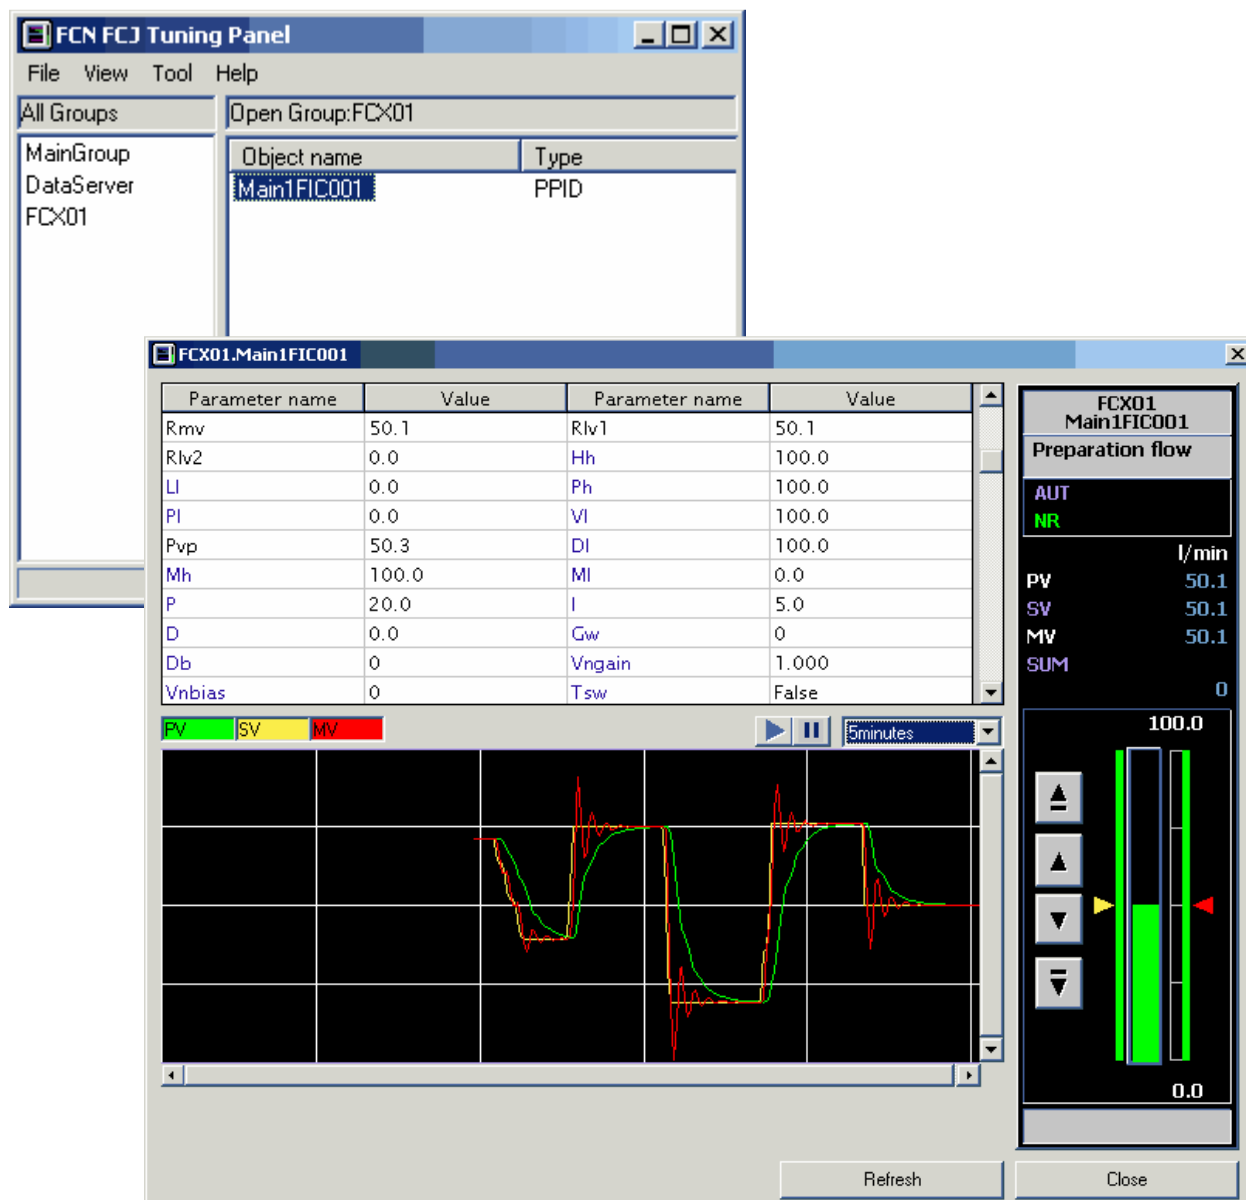 FCN FCJ Tuning Panel
File View Tool Help
All Groups
Open Group:FCX01
MainGroup
DataServer
FCX01
Object name Type
Main1FIC001 PPID
FCX01.Main1FIC001
Parameter name Value Parameter name Value
Rmv 50.1 Rlv1 50.1
Rlv2 0.0 Hh 100.0
Ll 0.0 Ph 100.0
Pl 0.0 Vl 100.0
Pvp 50.3 Dl 100.0
Mh 100.0 Ml 0.0
P 20.0 I 5.0
D 0.0 Gw 0
Db 0 Vngain 1.000
Vnbias 0 Tsw False
PV SV MV
5minutes
FCX01
Main1FIC001
Preparation flow
AUT
NR
l/min
PV 50.1
SV 50.1
MV 50.1
SUM
0
100.0
0.0
Refresh Close